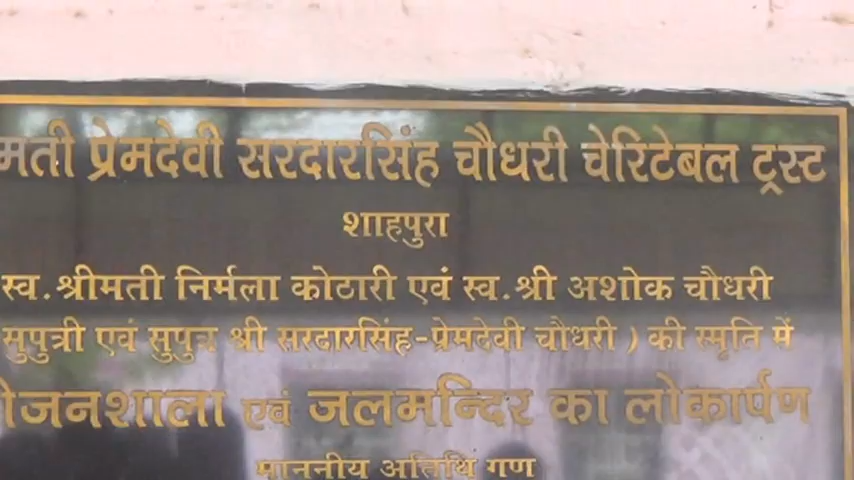 मती प्रेमदेवी सरदारसिंह चौधरी चेरिटेबल ट्रस्ट
शाहपुरा
स्व.श्रीमती निर्मला कोठारी एवं स्व.श्री अशोक चौधरी
सुपुत्री एवं सुपुत्र श्री सरदारसिंह-प्रेमदेवी चौधरी ) की स्मृति में
जनशाला एवं जलमन्दिर का लोकार्पण
माननीय अतिथि गण